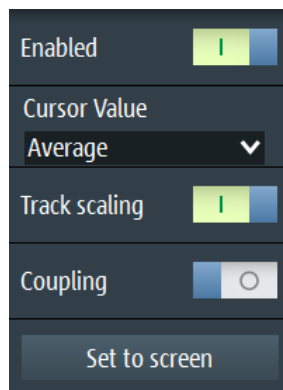 Enabled
Cursor Value
Average
Track scaling
Coupling
Set to screen